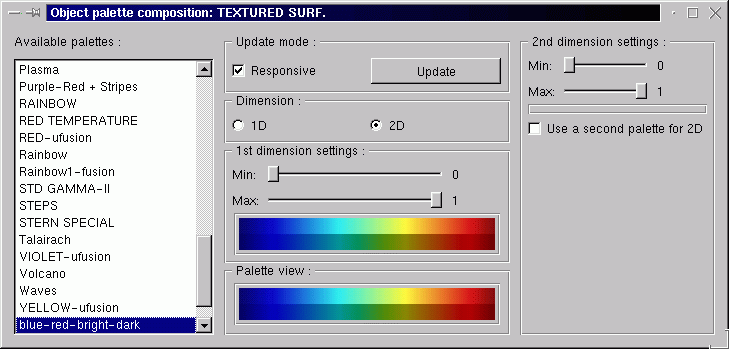 Object palette composition: TEXTURED SURF.
Available palettes :
Plasma
Purple-Red + Stripes
RAINBOW
RED TEMPERATURE
RED-ufusion
Rainbow
Rainbow1-fusion
STD GAMMA-II
STEPS
STERN SPECIAL
Talairach
VIOLET-ufusion
Volcano
Waves
YELLOW-ufusion
blue-red-bright-dark
Update mode :
Responsive
Update
Dimension :
1D
2D
1st dimension settings :
Min: 0
Max: 1
Palette view :
2nd dimension settings :
Min: 0
Max: 1
Use a second palette for 2D